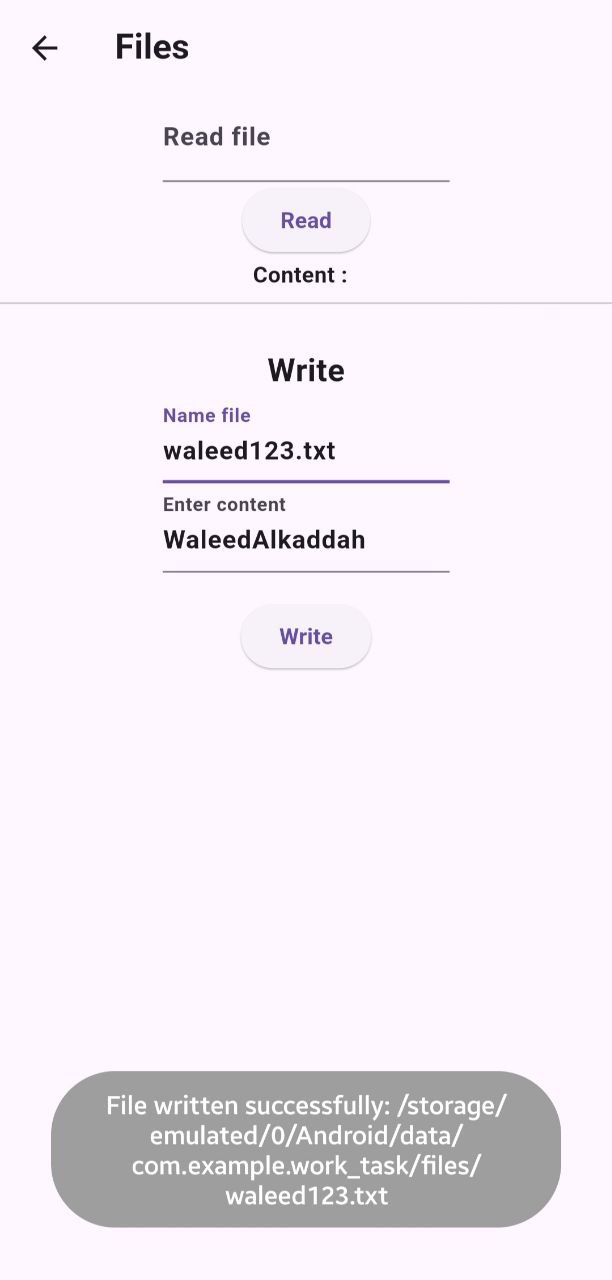 Files
Read file
Read
Content :
Write
Name file
waleed123.txt
Enter content
WaleedAlkaddah
Write
File written successfully: /storage/
emulated/0/Android/data/
com.example.work_task/files/
waleed123.txt